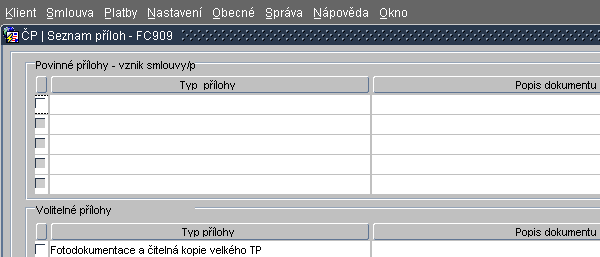 Klient Smlouva Platby Nastavení Obecné Správa Nápověda Okno
ČP | Seznam příloh - FC909
Povinné přílohy - vznik smlouvy/p
Typ přílohy Popis dokumentu
Volitelné přílohy
Typ přílohy Popis dokumentu
Fotodokumentace a čitelná kopie velkého TP